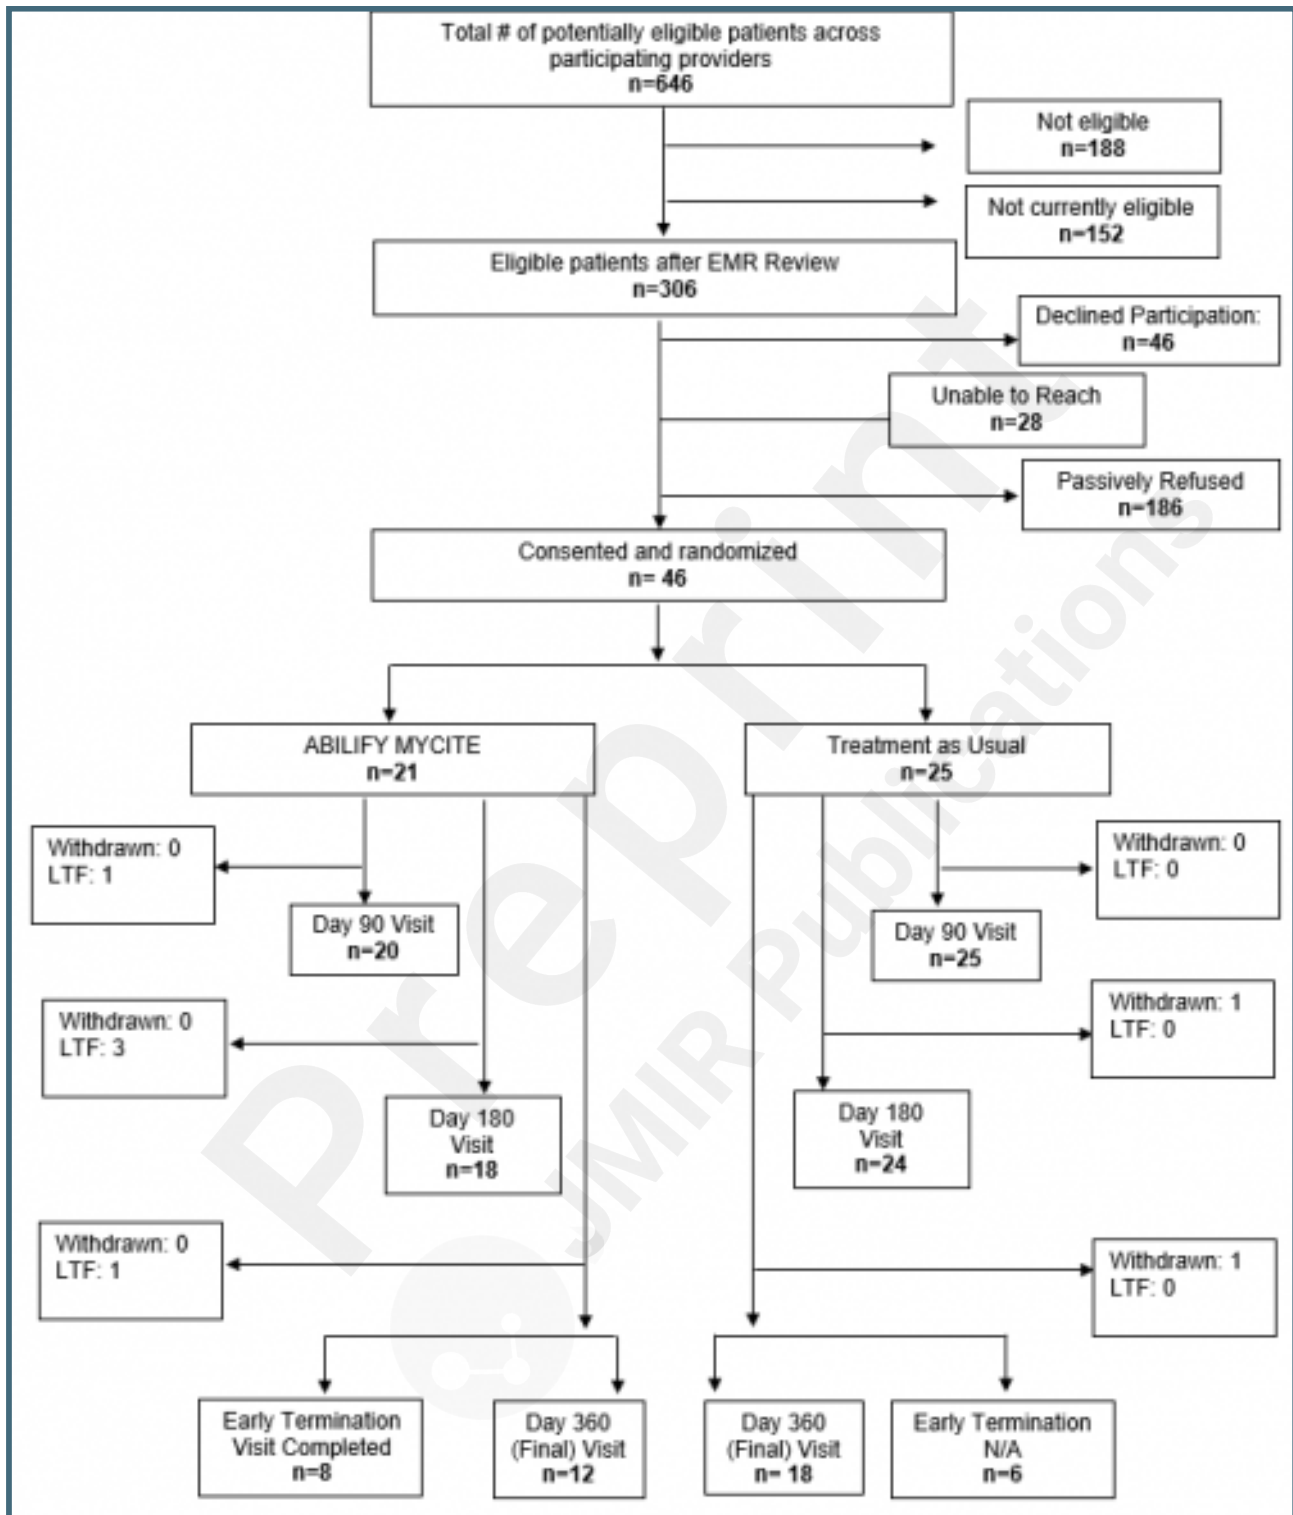 Total # of potentially eligible patients across
participating providers
n=646
Not eligible
n=188
Not currently eligible
n=152
Eligible patients after EMR Review
n=306
Declined Participation:
n=46
Unable to Reach
n=28
Passively Refused
n=186
Consented and randomized
n= 46
ABILIFY MYCITE
n=21
Treatment as Usual
n=25
Withdrawn: 0
LTF: 1
Withdrawn: 0
LTF: 0
Day 90 Visit
n=20
Day 90 Visit
n=25
Withdrawn: 0
LTF: 3
Withdrawn: 1
LTF: 0
Day 180
Visit
n=18
Day 180
Visit
n=24
Withdrawn: 0
LTF: 1
Withdrawn: 1
LTF: 0
Early Termination
Visit Completed
n=8
Day 360
(Final) Visit
n=12
Day 360
(Final) Visit
n= 18
Early Termination
N/A
n=6
Preprint
JMIR Publications